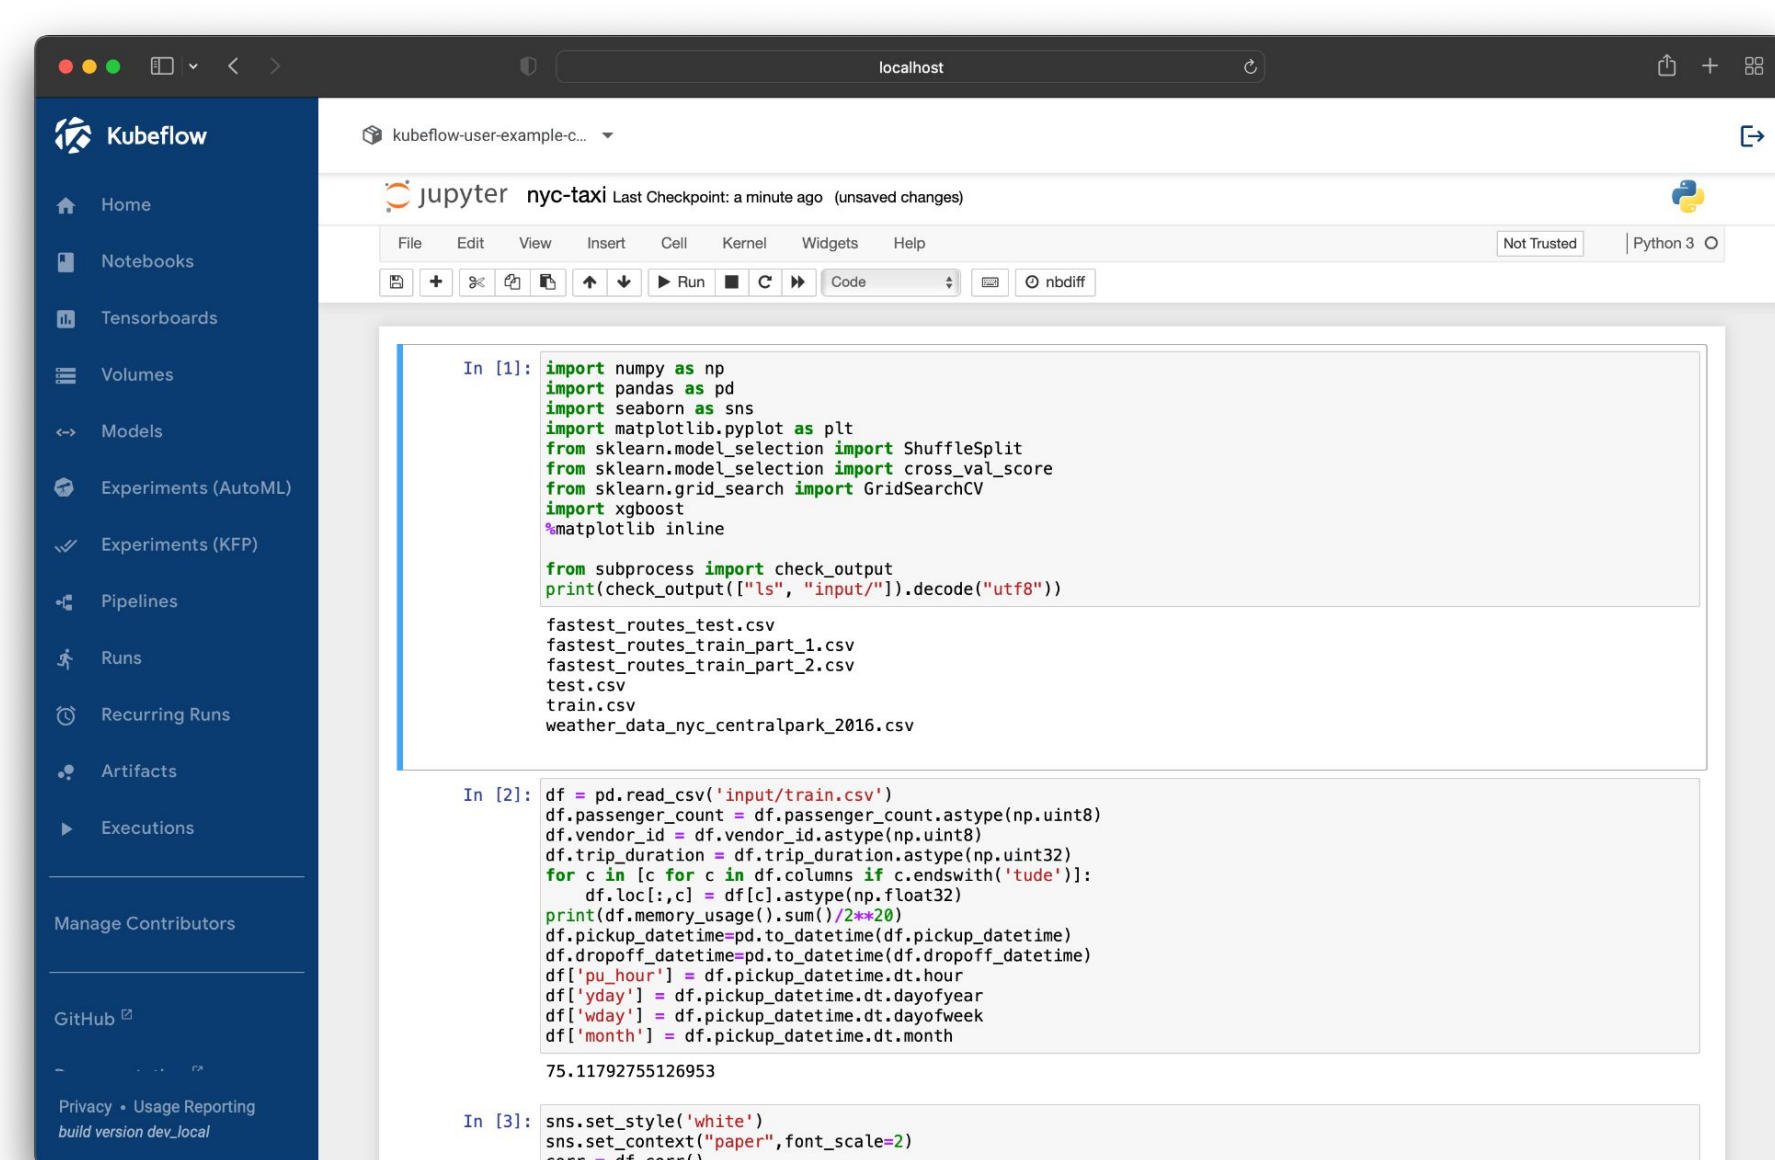 localhost
Kubeflow
Home
Notebooks
Tensorboards
Volumes
Models
Experiments (AutoML)
Experiments (KFP)
Pipelines
Runs
Recurring Runs
Artifacts
Executions
Manage Contributors
GitHub
Privacy • Usage Reporting
build version dev_local
kubeflow-user-example-c...
jupyter nyc-taxi Last Checkpoint: a minute ago (unsaved changes)
File Edit View Insert Cell Kernel Widgets Help Not Trusted Python 3
Run Code nbdiff
In [1]: import numpy as np
import pandas as pd
import seaborn as sns
import matplotlib.pyplot as plt
from sklearn.model_selection import ShuffleSplit
from sklearn.model_selection import cross_val_score
from sklearn.grid_search import GridSearchCV
import xgboost
%matplotlib inline
from subprocess import check_output
print(check_output(["ls", "input/"]).decode("utf8"))
fastest_routes_test.csv
fastest_routes_train_part_1.csv
fastest_routes_train_part_2.csv
test.csv
train.csv
weather_data_nyc_centralpark_2016.csv
In [2]: df = pd.read_csv('input/train.csv')
df.passenger_count = df.passenger_count.astype(np.uint8)
df.vendor_id = df.vendor_id.astype(np.uint8)
df.trip_duration = df.trip_duration.astype(np.uint32)
for c in [c for c in df.columns if c.endswith('tude')]:
    df.loc[:,c] = df[c].astype(np.float32)
print(df.memory_usage().sum()/2**20)
df.pickup_datetime=pd.to_datetime(df.pickup_datetime)
df.dropoff_datetime=pd.to_datetime(df.dropoff_datetime)
df['pu_hour'] = df.pickup_datetime.dt.hour
df['yday'] = df.pickup_datetime.dt.dayofyear
df['wday'] = df.pickup_datetime.dt.dayofweek
df['month'] = df.pickup_datetime.dt.month
75.11792755126953
In [3]: sns.set_style('white')
sns.set_context("paper",font_scale=2)
corr = df.corr()